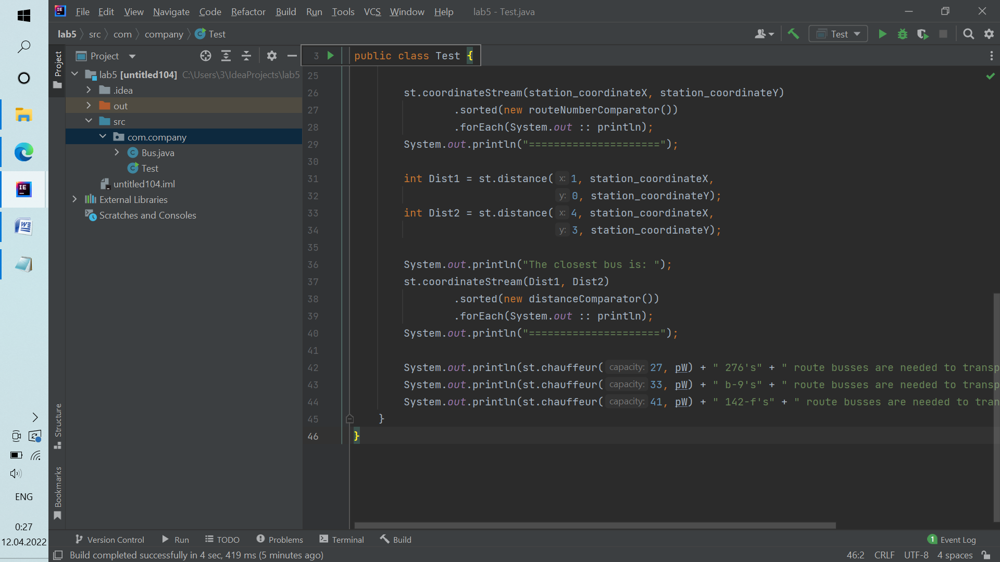 File Edit View Navigate Code Refactor Build Run Tools VCS Window Help lab5 - Test.java
lab5 src com company Test
Test
Project
Project
3 public class Test {
lab5 [untitled104] C:\Users\3\IdeaProjects\lab5
.idea
out
src
com.company
Bus.java
Test
untitled104.iml
External Libraries
Scratches and Consoles
25
26 st.coordinateStream(station_coordinateX, station_coordinateY)
27 .sorted(new routeNumberComparator())
28 .forEach(System.out :: println);
29 System.out.println("=====================");
30
31 int Dist1 = st.distance( x: 1, station_coordinateX,
32 y: 0, station_coordinateY);
33 int Dist2 = st.distance( x: 4, station_coordinateX,
34 y: 3, station_coordinateY);
35
36 System.out.println("The closest bus is: ");
37 st.coordinateStream(Dist1, Dist2)
38 .sorted(new distanceComparator())
39 .forEach(System.out :: println);
40 System.out.println("=====================");
41
42 System.out.println(st.chauffeur( capacity: 27, pW) + " 276's" + " route busses are needed to transp
43 System.out.println(st.chauffeur( capacity: 33, pW) + " b-9's" + " route busses are needed to transp
44 System.out.println(st.chauffeur( capacity: 41, pW) + " 142-f's" + " route busses are needed to tran
45 }
46 }
Structure
Bookmarks
ENG
0:27
12.04.2022
Version Control Run TODO Problems Terminal Build 1 Event Log
Build completed successfully in 4 sec, 419 ms (5 minutes ago) 46:2 CRLF UTF-8 4 spaces